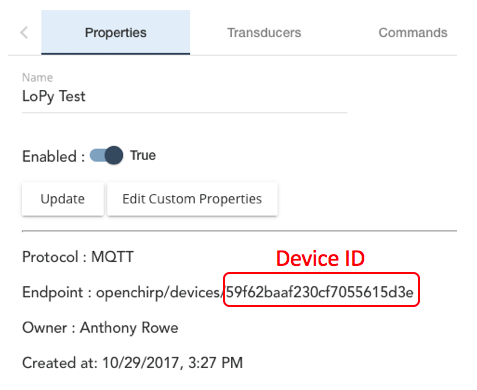 Properties Transducers Commands
Name
LoPy Test
Enabled : True
Update Edit Custom Properties
Protocol : MQTT
Device ID
Endpoint : openchirp/devices/59f62baaf230cf7055615d3e
Owner : Anthony Rowe
Created at: 10/29/2017, 3:27 PM